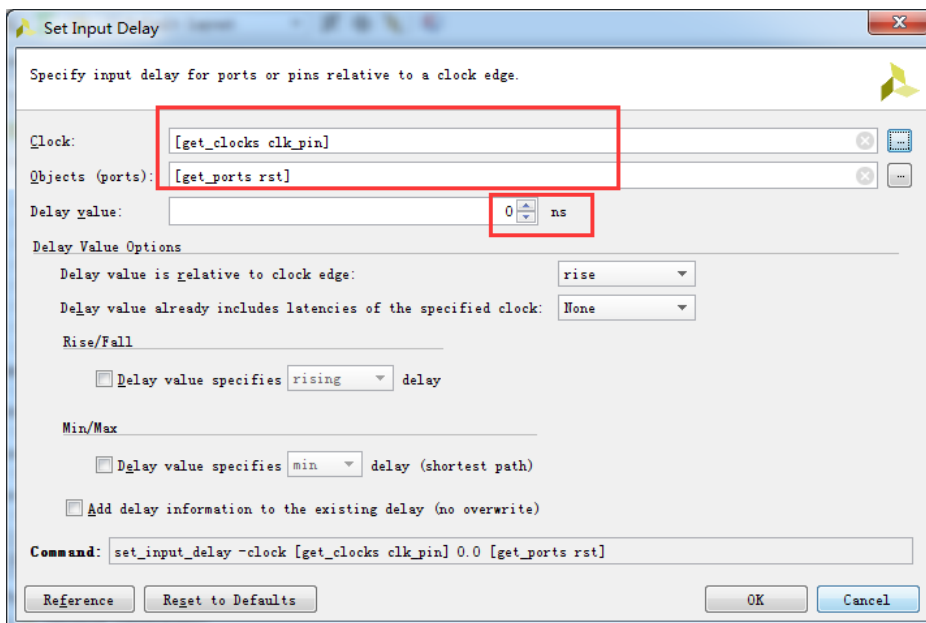 Set Input Delay
Specify input delay for ports or pins relative to a clock edge.
Clock: [get_clocks clk_pin] ...
Objects (ports): [get_ports rst] ...
Delay value: 0 ns
Delay Value Options
Delay value is relative to clock edge: rise
Delay value already includes latencies of the specified clock: None
Rise/Fall
Delay value specifies rising delay
Min/Max
Delay value specifies min delay (shortest path)
Add delay information to the existing delay (no overwrite)
Command: set_input_delay -clock [get_clocks clk_pin] 0.0 [get_ports rst]
Reference Reset to Defaults OK Cancel